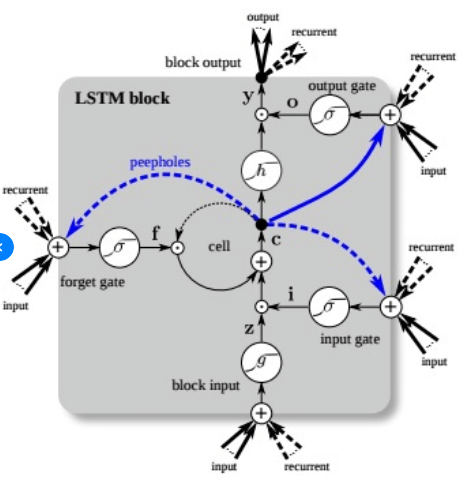 output
recurrent
block output
LSTM block
y
o
output gate
σ
recurrent
input
h
peepholes
recurrent
f
σ
cell
c
forget gate
input
recurrent
i
σ
input gate
z
input
g
block input
input
recurrent